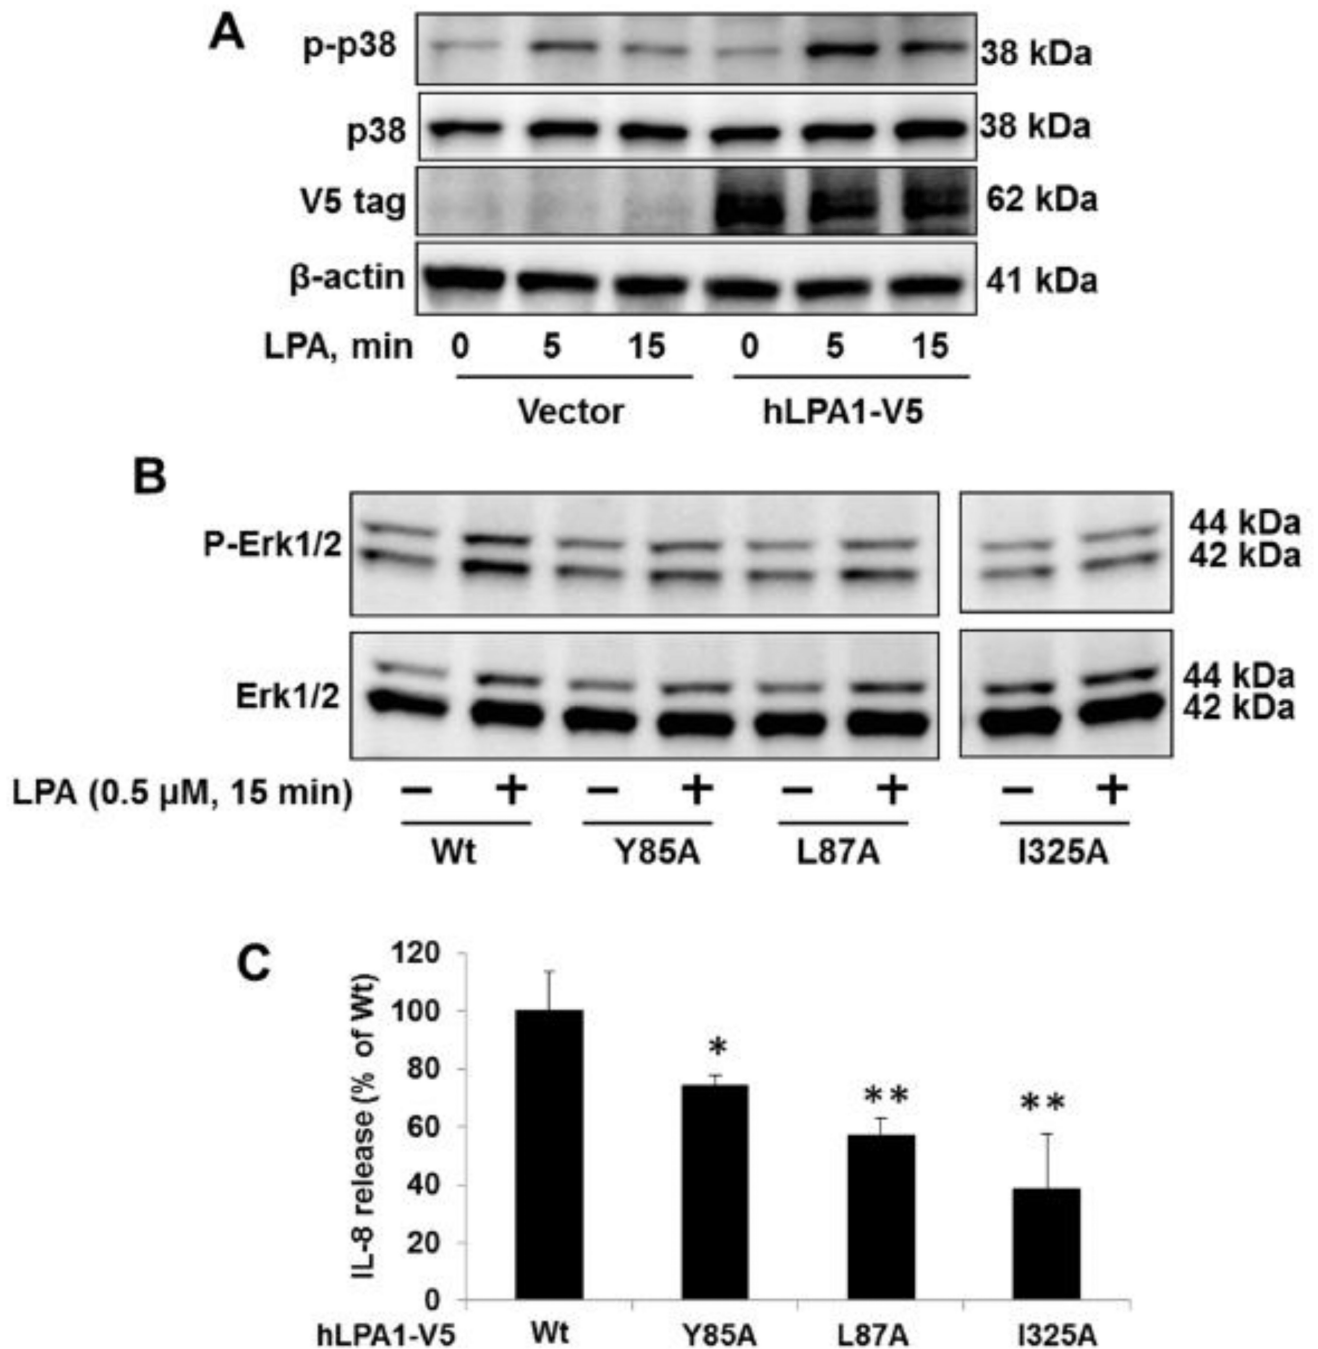 A
p-p38 38 kDa
p38 38 kDa
V5 tag 62 kDa
β-actin 41 kDa
LPA, min 0 5 15 0 5 15
Vector hLPA1-V5
B
P-Erk1/2 44 kDa
42 kDa
Erk1/2 44 kDa
42 kDa
LPA (0.5 µM, 15 min) − + − + − + − +
Wt Y85A L87A I325A
C
IL-8 release (% of Wt)
120
100
80
60
40
20
0
* ** **
hLPA1-V5 Wt Y85A L87A I325A